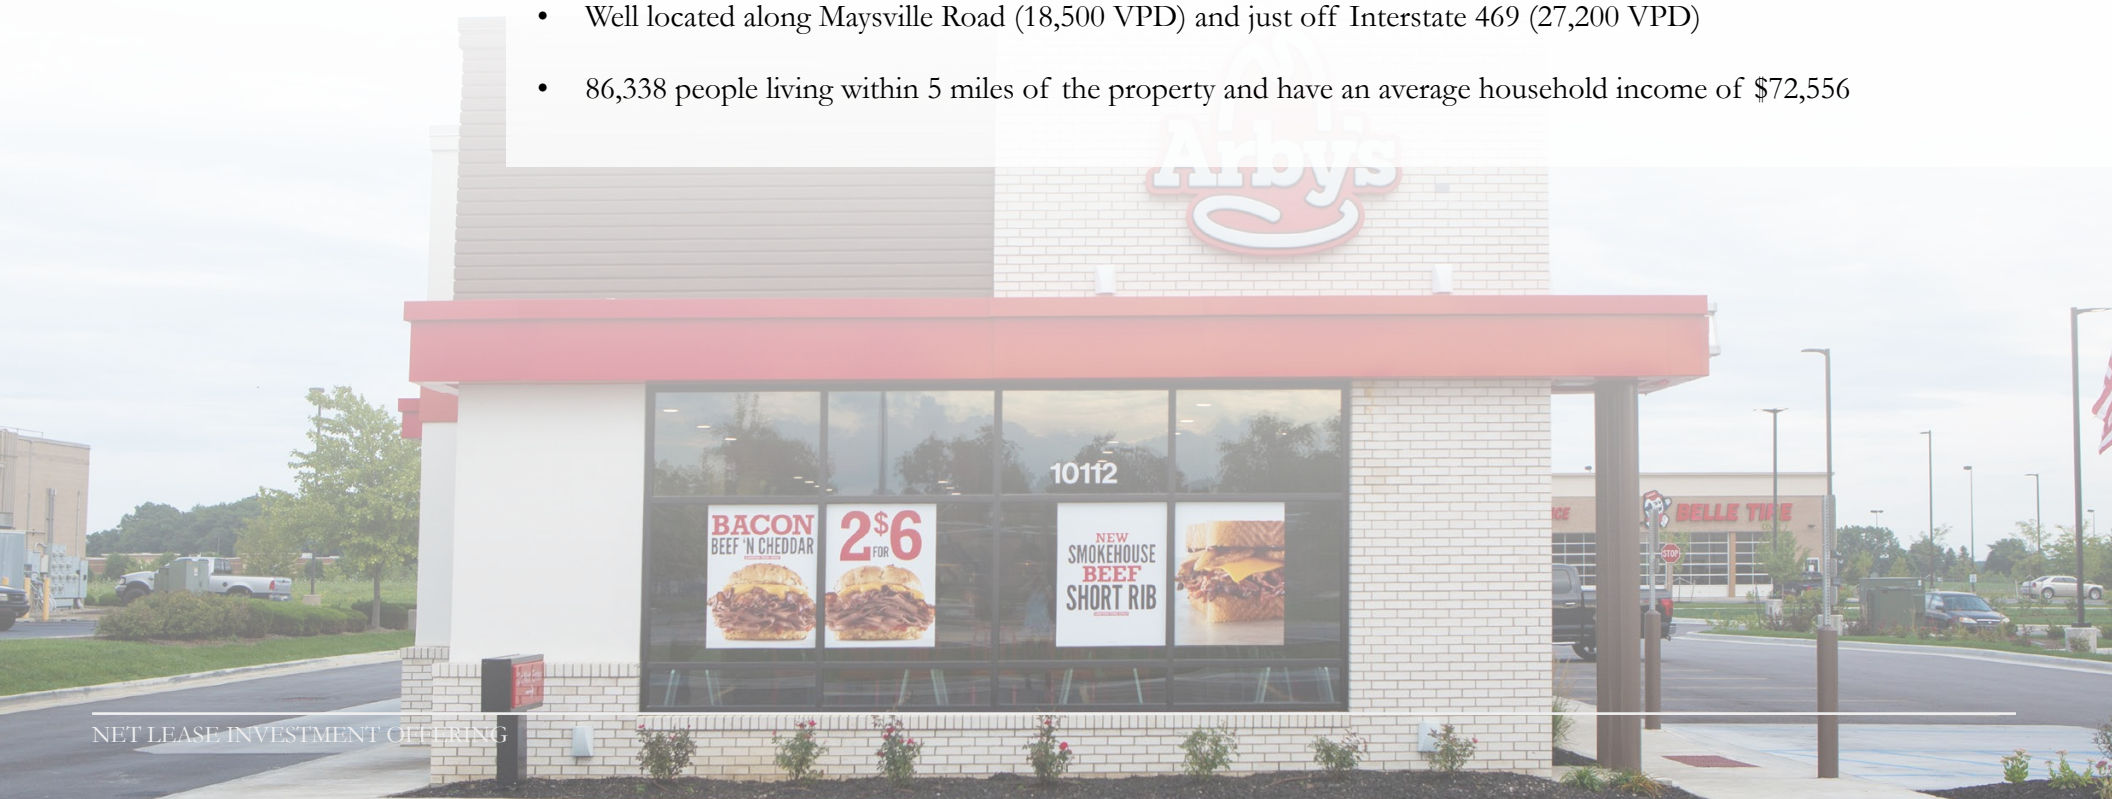 • Well located along Maysville Road (18,500 VPD) and just off Interstate 469 (27,200 VPD)
• 86,338 people living within 5 miles of the property and have an average household income of $72,556
Arbys
10112
BACON
BEEF 'N CHEDDAR
2 FOR $6
NEW
SMOKEHOUSE
BEEF
SHORT RIB
BELLE TIRE
STOP
NET LEASE INVESTMENT OFFERING